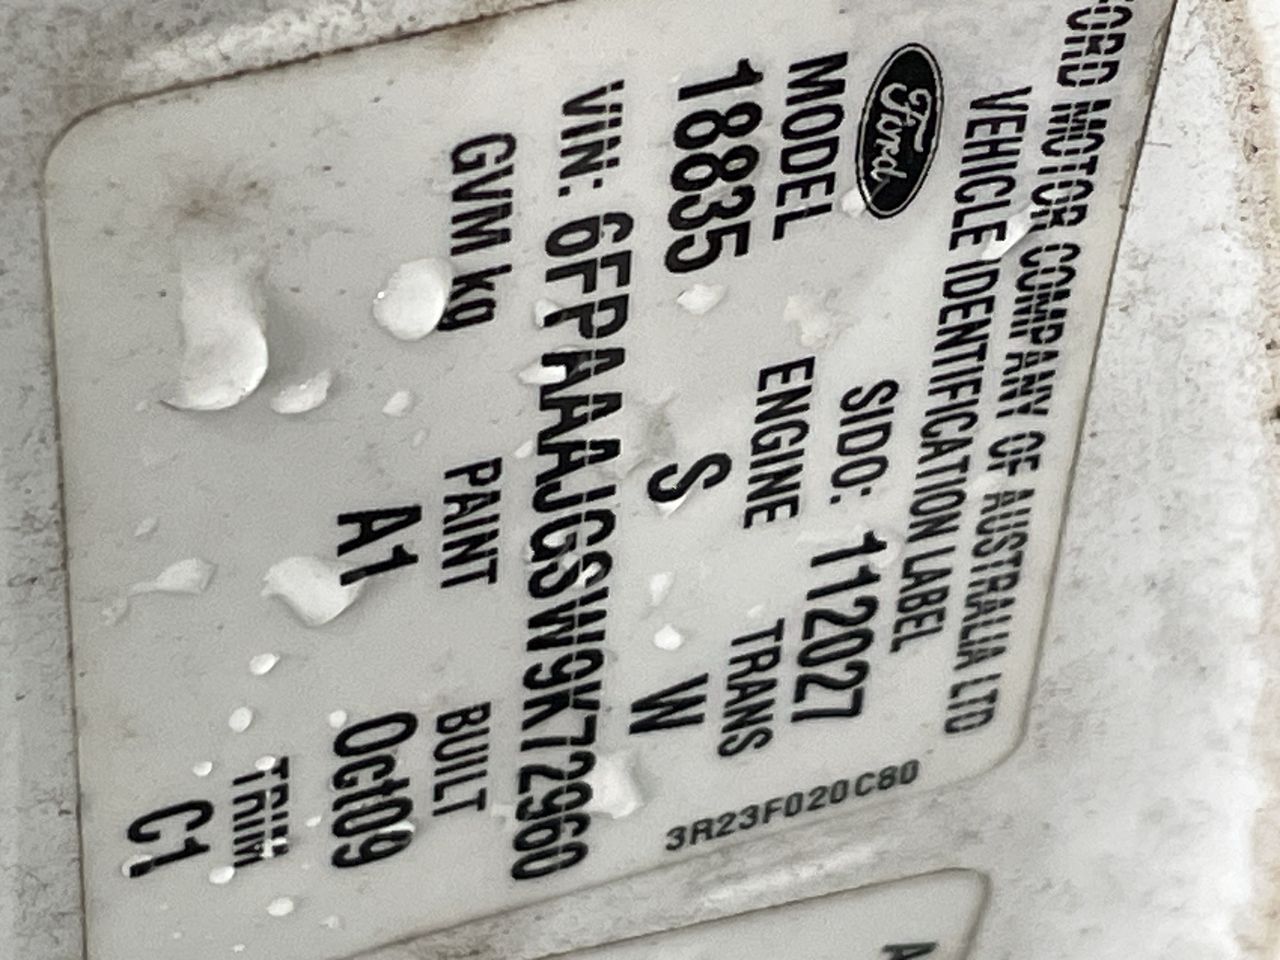 FORD MOTOR COMPANY OF AUSTRALIA LTD
VEHICLE IDENTIFICATION LABEL
Ford SIDO: 112027
MODEL ENGINE TRANS
18835 S W
VIN: 6FPAAAJGSW9K72960
GVM kg PAINT BUILT
A1 Oct09
TRIM
C1
3R23F020C80
A